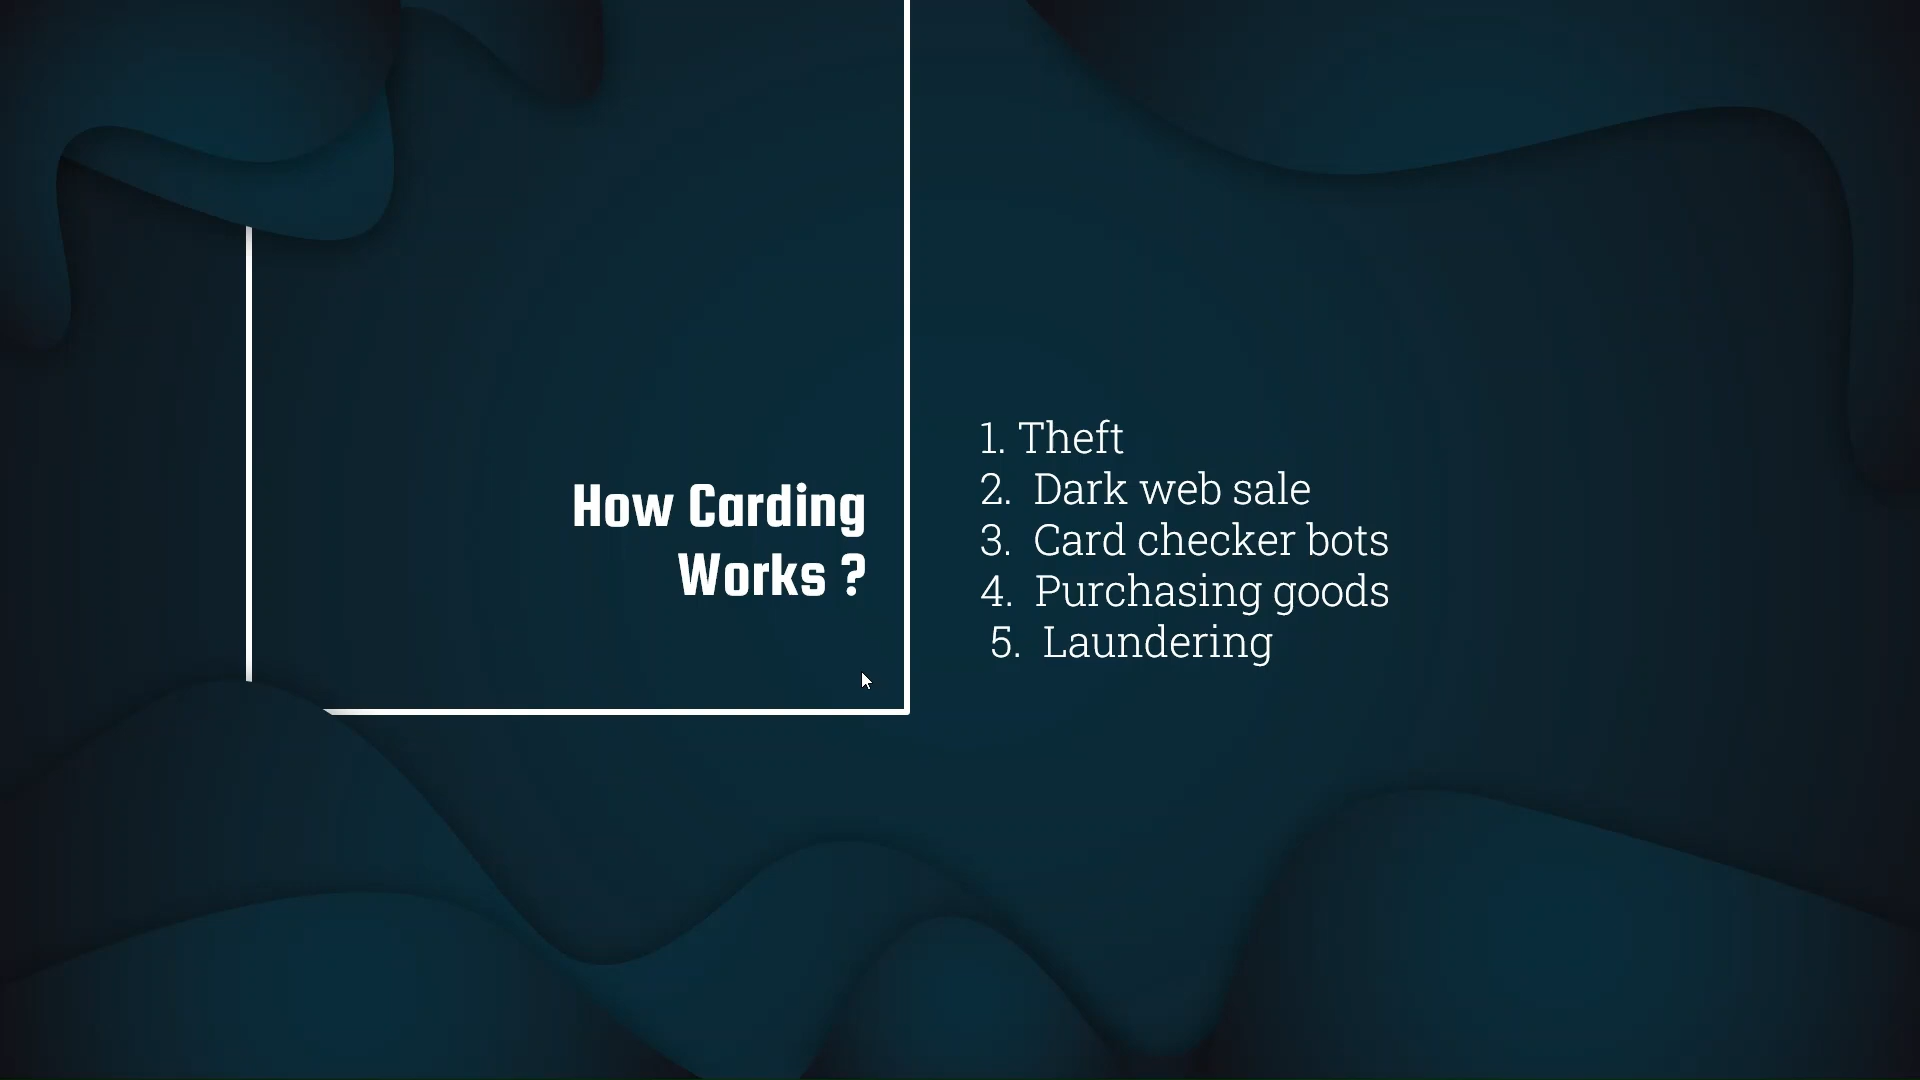 How Carding
Works ?
1. Theft
2. Dark web sale
3. Card checker bots
4. Purchasing goods
5. Laundering